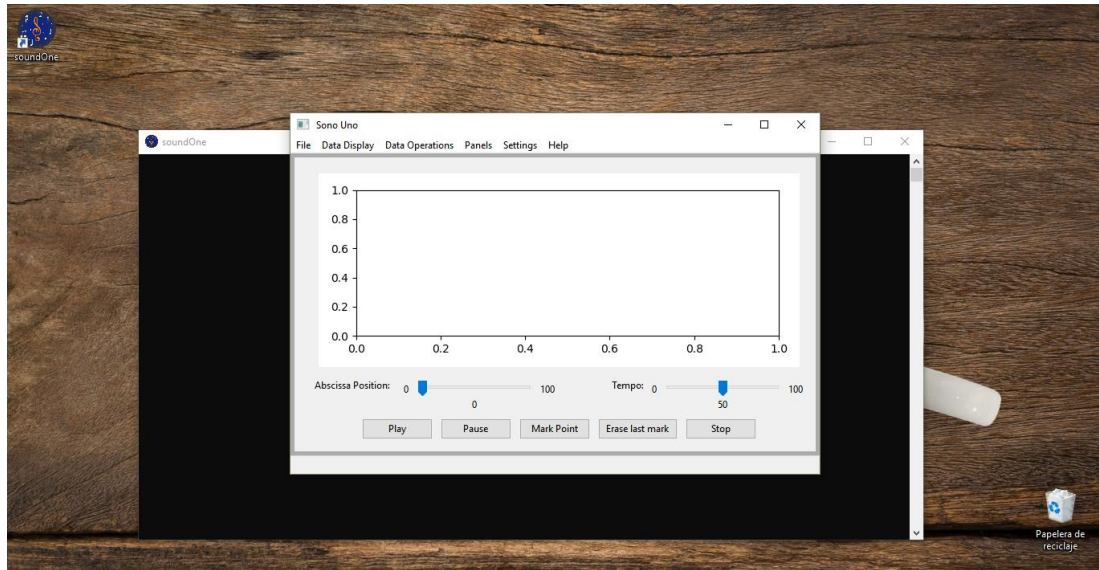 soundOne
soundOne
Sono Uno
File Data Display Data Operations Panels Settings Help
1.0
0.8
0.6
0.4
0.2
0.0
0.0 0.2 0.4 0.6 0.8 1.0
Abscissa Position: 0 100 Tempo: 0 100
0 50
Play Pause Mark Point Erase last mark Stop
Papelera de
reciclaje